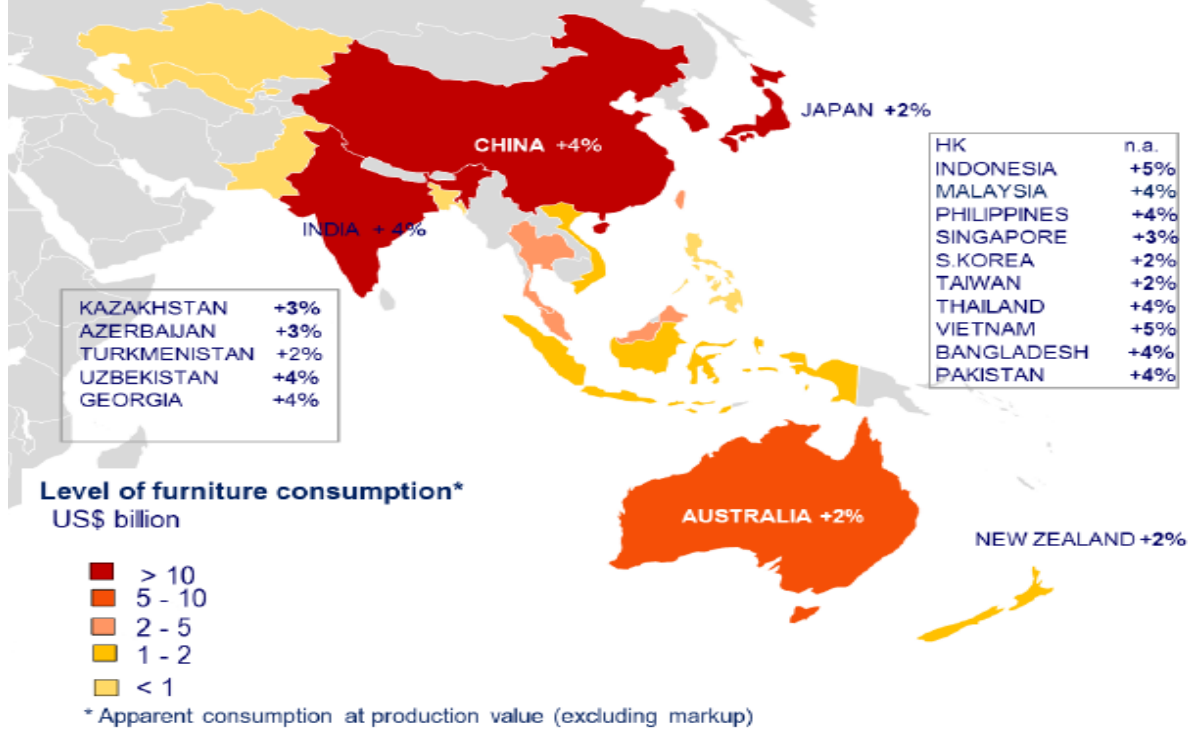 JAPAN +2%
CHINA +4%
INDIA + 4%
HK n.a.
INDONESIA +5%
MALAYSIA +4%
PHILIPPINES +4%
SINGAPORE +3%
S.KOREA +2%
TAIWAN +2%
THAILAND +4%
VIETNAM +5%
BANGLADESH +4%
PAKISTAN +4%
KAZAKHSTAN +3%
AZERBAIJAN +3%
TURKMENISTAN +2%
UZBEKISTAN +4%
GEORGIA +4%
AUSTRALIA +2%
NEW ZEALAND +2%
Level of furniture consumption*
US$ billion
> 10
5 - 10
2 - 5
1 - 2
< 1
* Apparent consumption at production value (excluding markup)